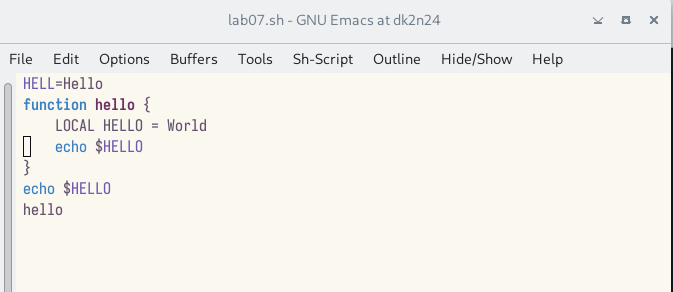 lab07.sh - GNU Emacs at dk2n24
File Edit Options Buffers Tools Sh-Script Outline Hide/Show Help
HELL=Hello
function hello {
    LOCAL HELLO = World
    echo $HELLO
}
echo $HELLO
hello